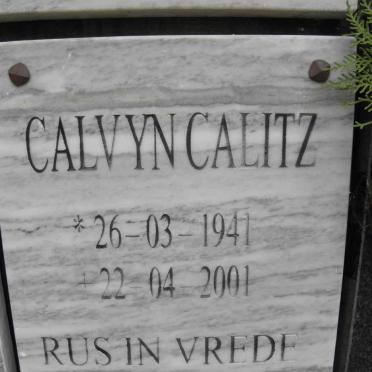 CALVYN CALITZ
* 26-03-1941
+ 22-04-2001
RUS IN VREDE